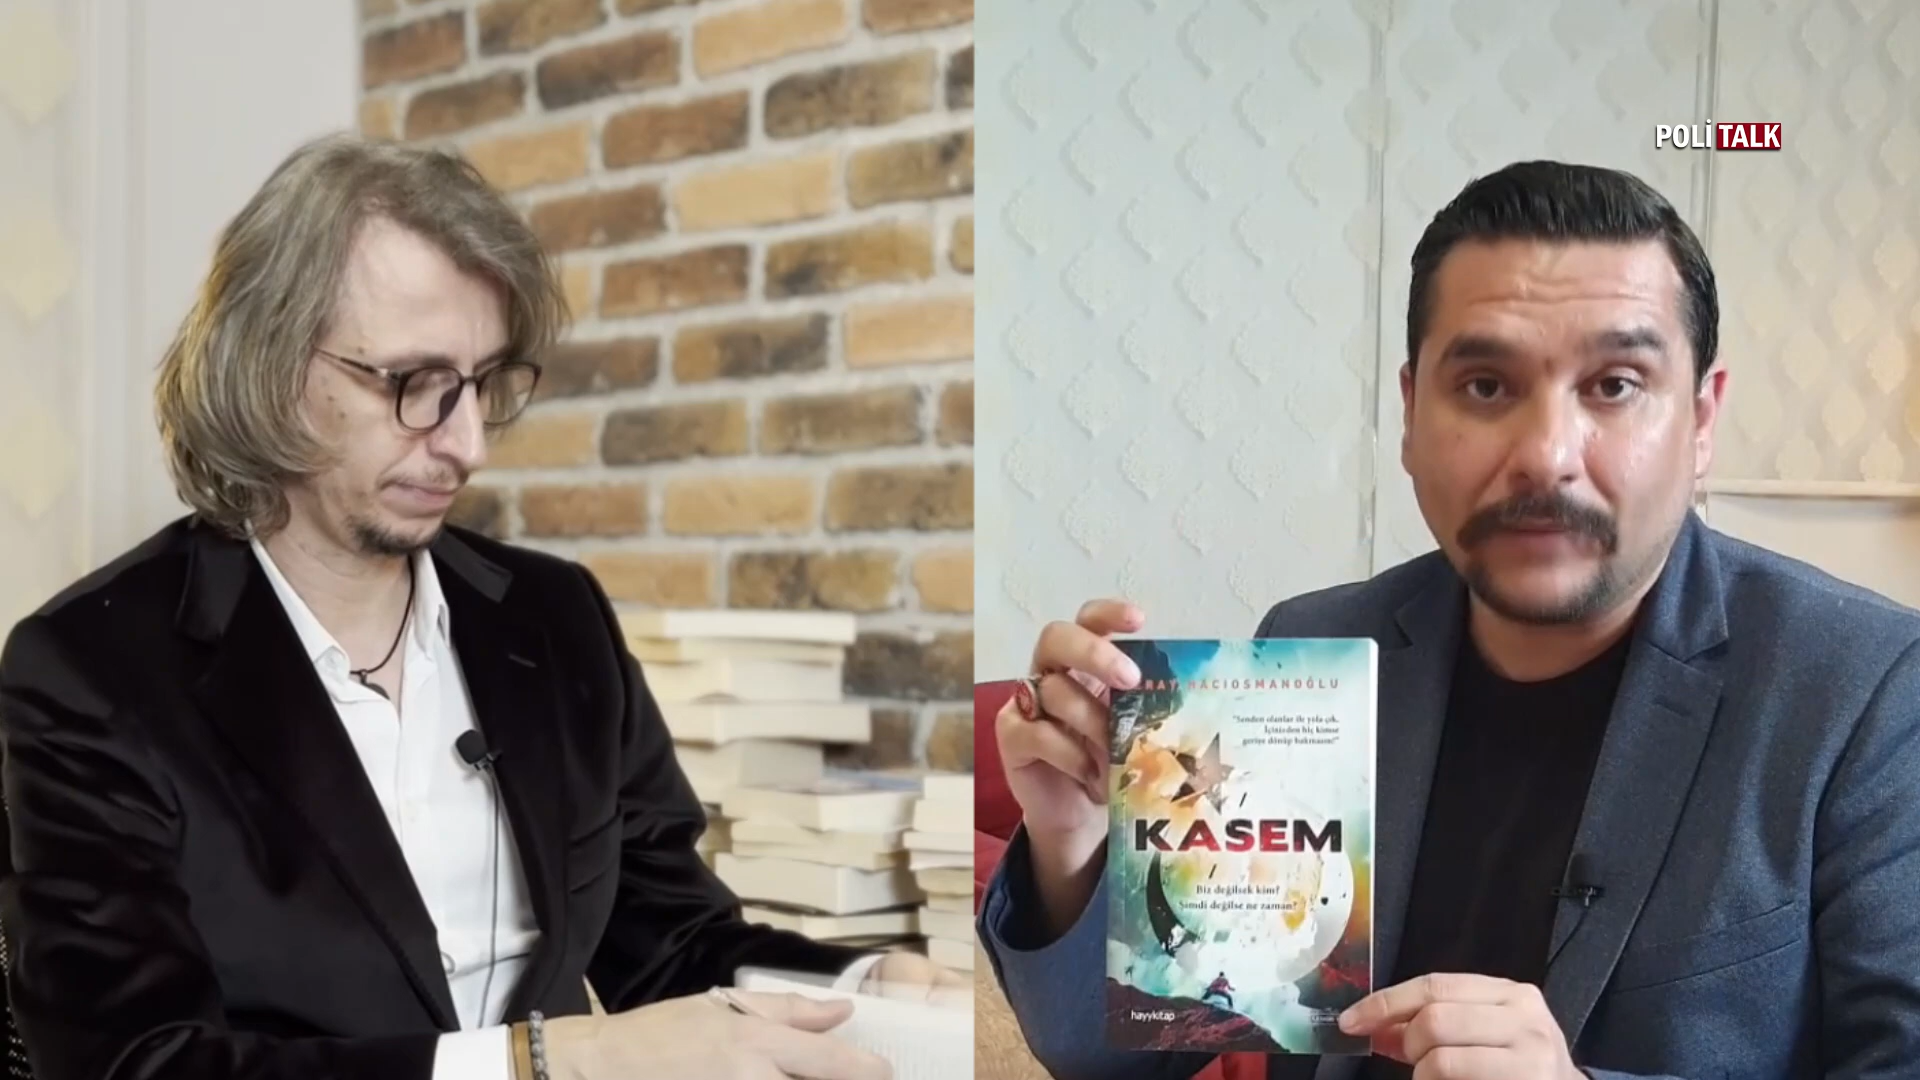 POLİTALK
HACIOSMANOĞLU
"Senden olanlar ile yola çık.
İçinizden hiç kimse
geriye dönüp bakmasın!"
KASEM
Biz değilsek kim?
Şimdi değilse ne zaman?
hayykitap